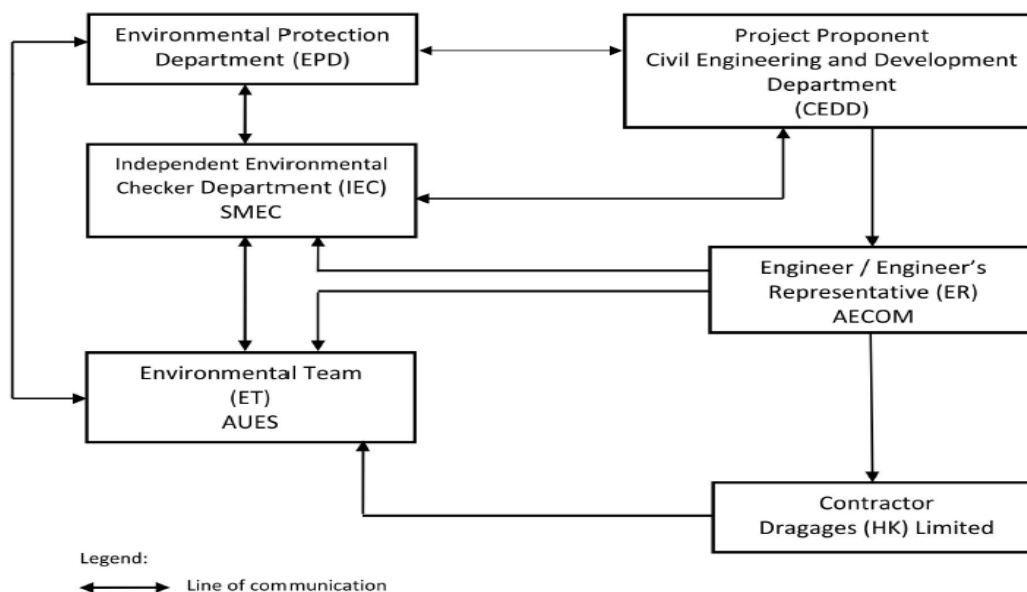 Environmental Protection
Department (EPD)
Project Proponent
Civil Engineering and Development
Department
(CEDD)
Independent Environmental
Checker Department (IEC)
SMEC
Engineer / Engineer's
Representative (ER)
AECOM
Environmental Team
(ET)
AUES
Contractor
Dragages (HK) Limited
Legend:
Line of communication